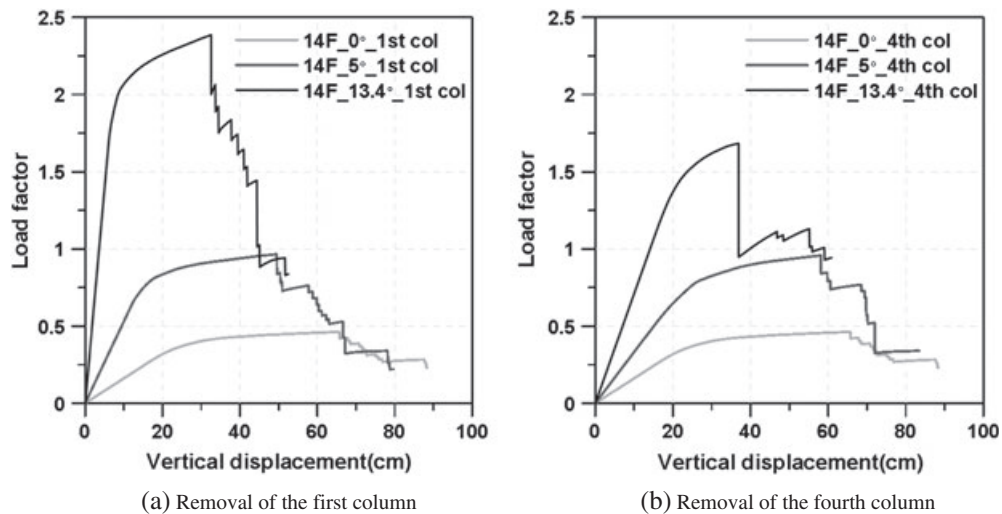 2.5
2
1.5
1
0.5
0
Load factor
14F_0°_1st col
14F_5°_1st col
14F_13.4°_1st col
0 20 40 60 80 100
Vertical displacement(cm)
(a) Removal of the first column
2.5
2
1.5
1
0.5
0
Load factor
14F_0°_4th col
14F_5°_4th col
14F_13.4°_4th col
0 20 40 60 80 100
Vertical displacement(cm)
(b) Removal of the fourth column